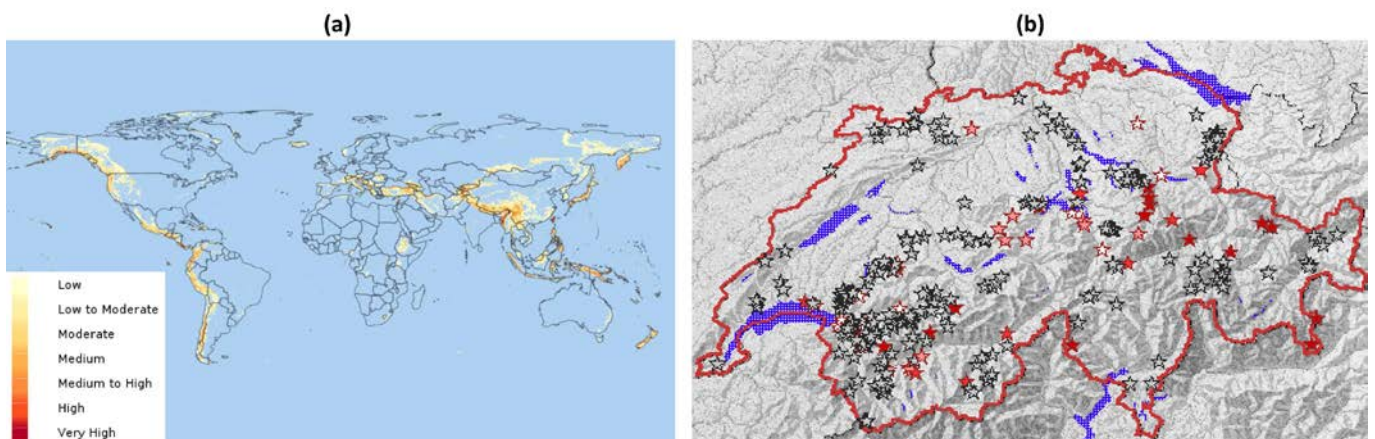 (a)
(b)
Low
Low to Moderate
Moderate
Medium
Medium to High
High
Very High